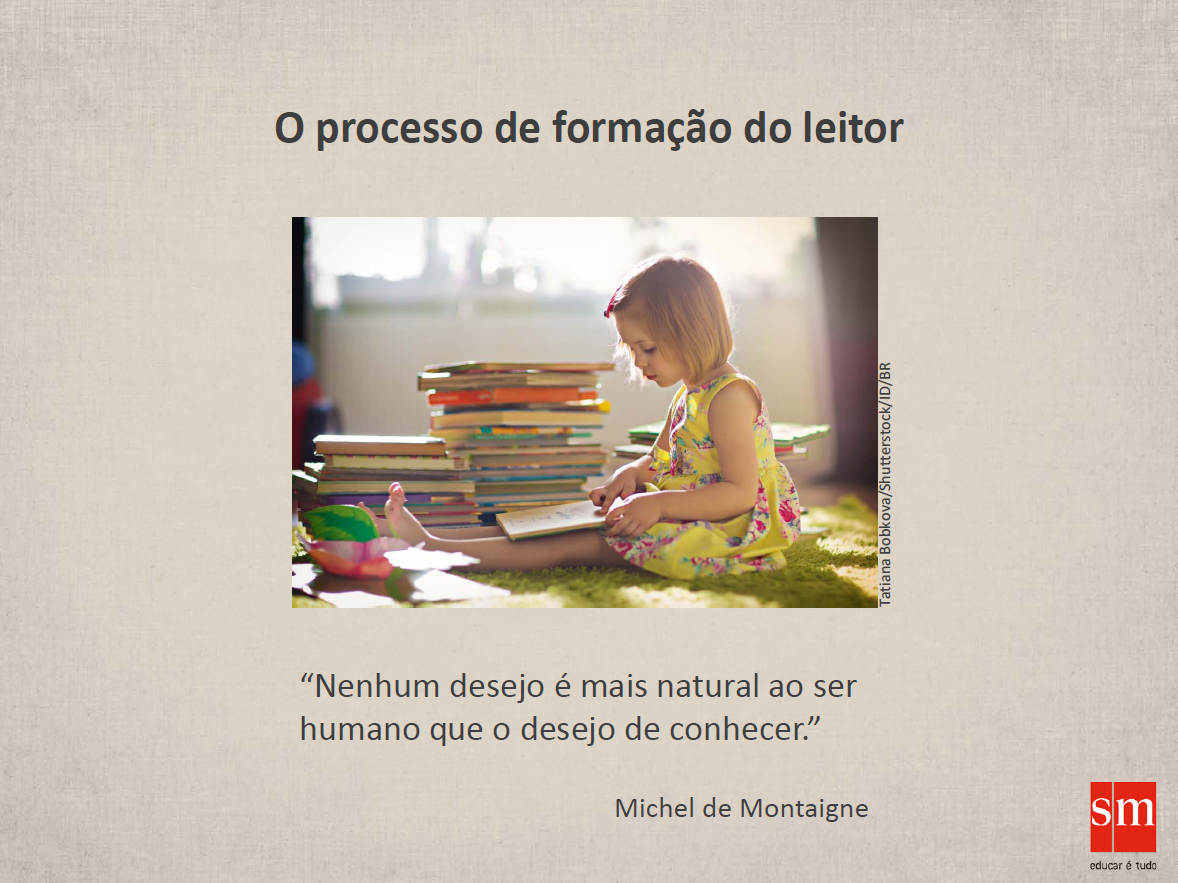 O processo de formação do leitor
Tatiana Bobkova/Shutterstock/ID/BR
“Nenhum desejo é mais natural ao ser
humano que o desejo de conhecer.”
Michel de Montaigne
sm
educar é tudo